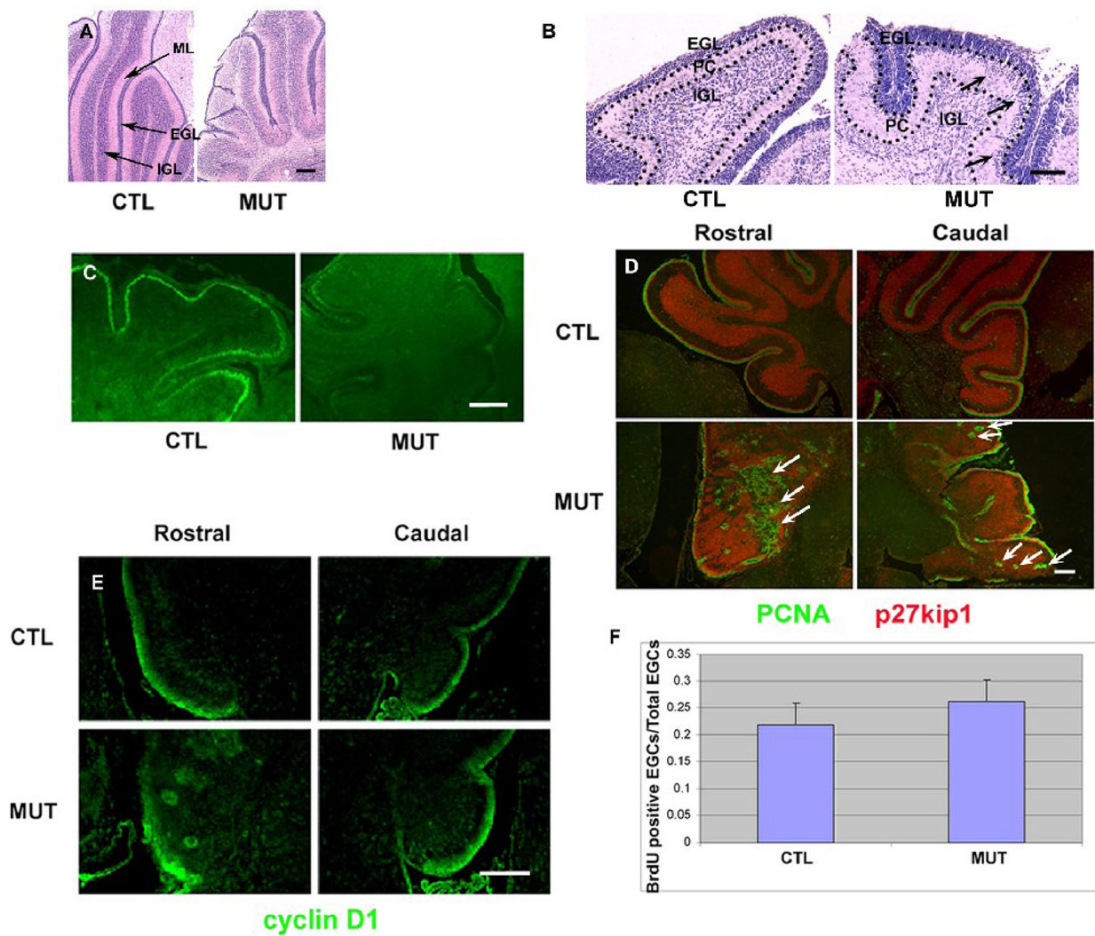 A
ML
EGL
IGL
CTL MUT
B
EGL
PC
IGL
EGL
IGL
PC
CTL MUT
C
CTL MUT
Rostral Caudal
D
CTL
MUT
PCNA p27kip1
Rostral Caudal
E
CTL
MUT
cyclin D1
F
BrdU positive EGCs/Total EGCs
0.35
0.3
0.25
0.2
0.15
0.1
0.05
0
CTL MUT